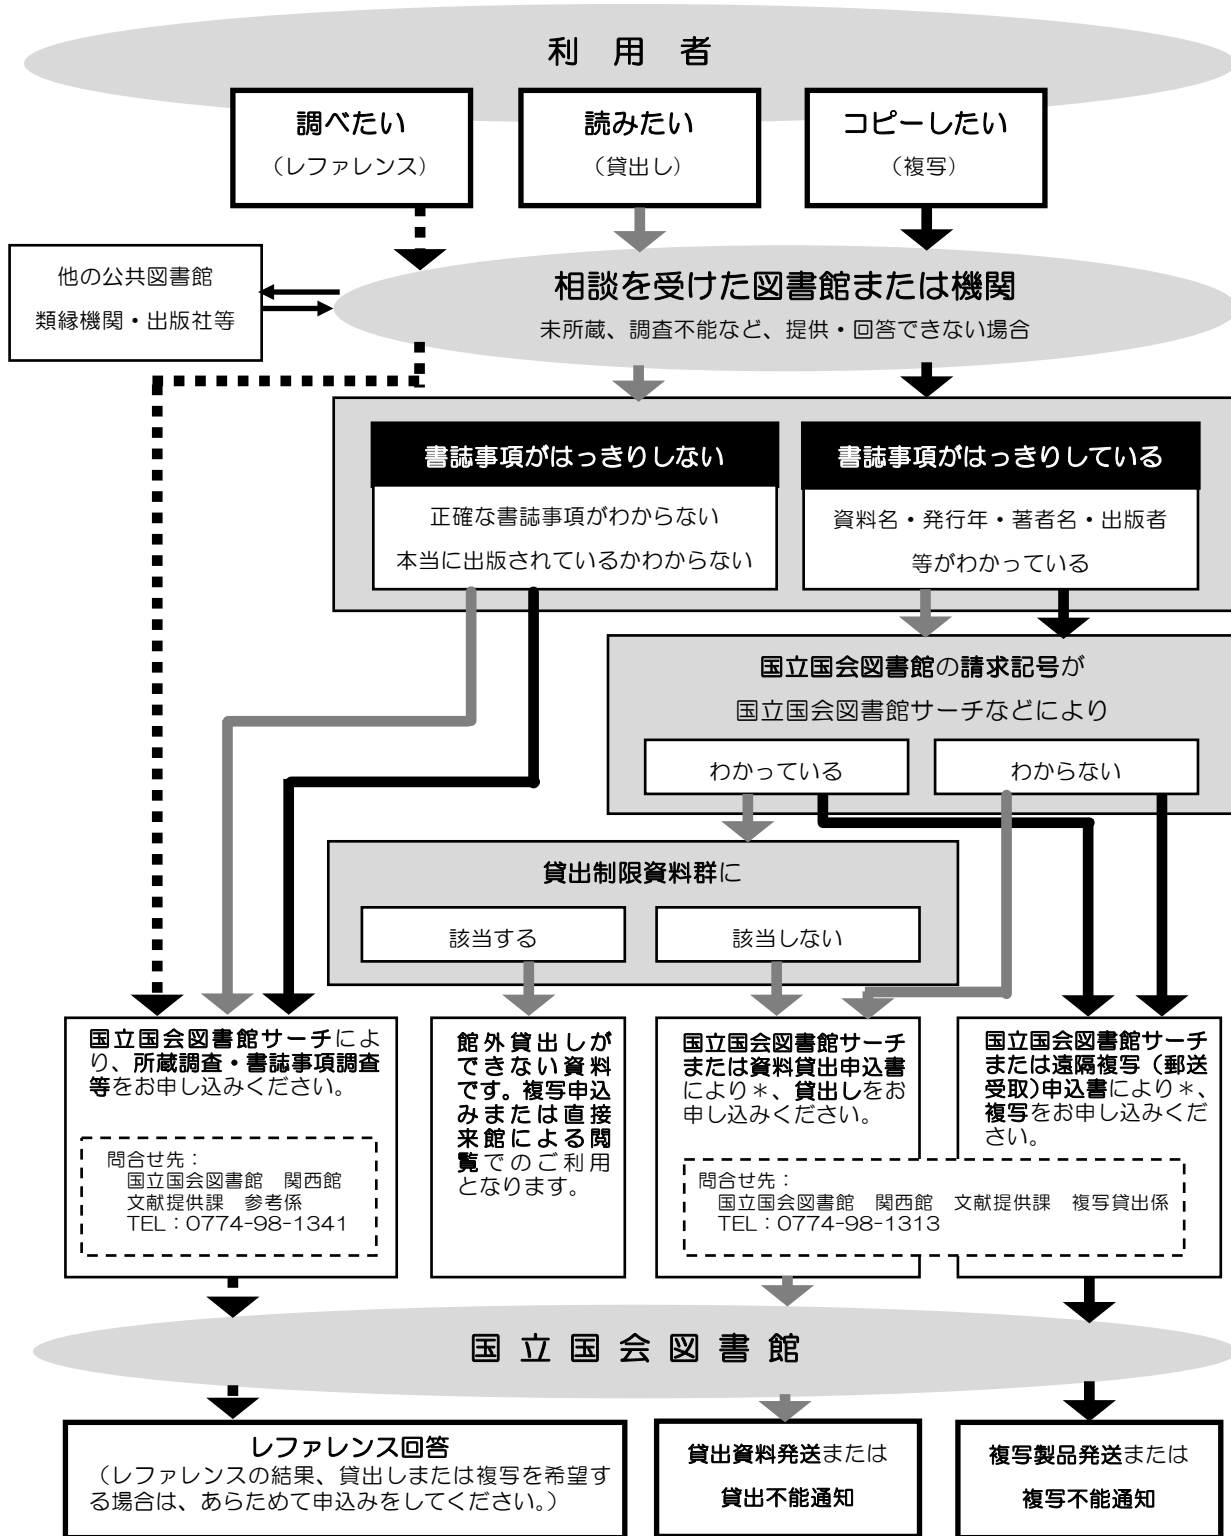 利　用　者
調べたい
（レファレンス）
読みたい
（貸出し）
コピーしたい
（複写）
他の公共図書館
類縁機関・出版社等
相談を受けた図書館または機関
未所蔵、調査不能など、提供・回答できない場合
書誌事項がはっきりしない
正確な書誌事項がわからない
本当に出版されているかわからない
書誌事項がはっきりしている
資料名・発行年・著者名・出版者
等がわかっている
国立国会図書館の請求記号が
国立国会図書館サーチなどにより
わかっている
わからない
貸出制限資料群に
該当する
該当しない
国立国会図書館サーチによ
り、所蔵調査・書誌事項調査
等をお申し込みください。
問合せ先：
国立国会図書館　関西館
文献提供課　参考係
TEL：0774-98-1341
館外貸出しが
できない資料
です。複写申込
みまたは直接
来館による閲
覧でのご利用
となります。
国立国会図書館サーチ
または資料貸出申込書
により＊、貸出しをお
申し込みください。
国立国会図書館サーチ
または遠隔複写（郵送
受取）申込書により＊、
複写をお申し込みくだ
さい。
問合せ先：
国立国会図書館　関西館　文献提供課　複写貸出係
TEL：0774-98-1313
国 立 国 会 図 書 館
レファレンス回答
（レファレンスの結果、貸出しまたは複写を希望す
る場合は、あらためて申込みをしてください。）
貸出資料発送または
貸出不能通知
複写製品発送または
複写不能通知